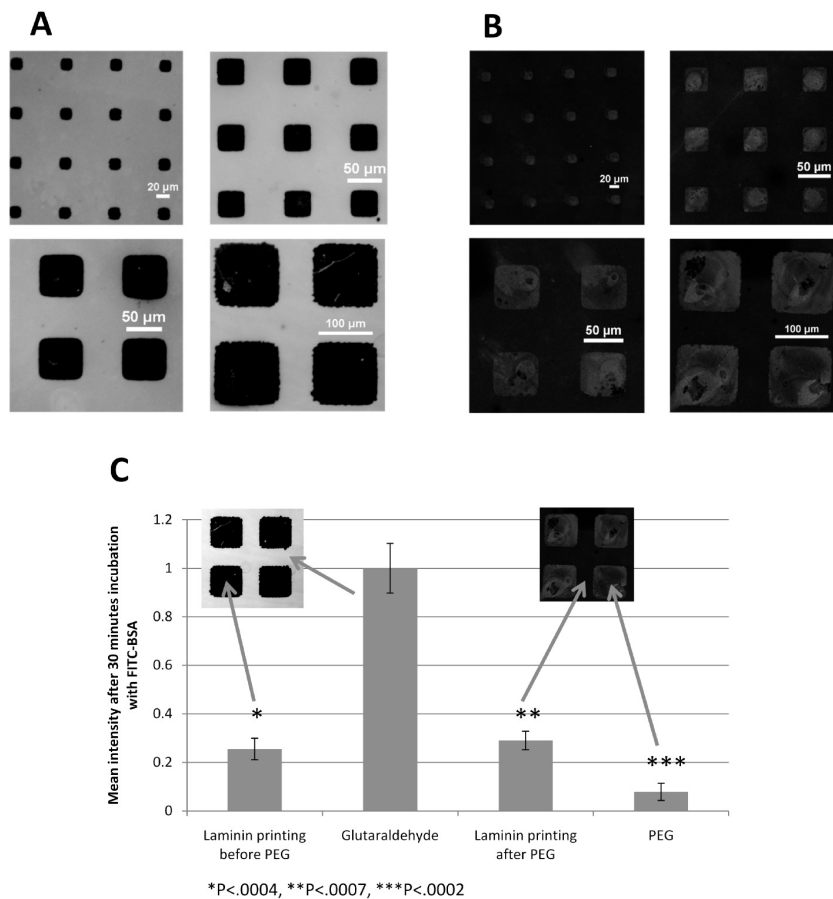 A
B
20 µm
50 µm
20 µm
50 µm
50 µm
100 µm
50 µm
100 µm
C
Mean intensity after 30 minutes incubation
with FITC-BSA
1.2
1
0.8
0.6
0.4
0.2
0
*
**
***
Laminin printing
before PEG
Glutaraldehyde
Laminin printing
after PEG
PEG
*P<.0004, **P<.0007, ***P<.0002